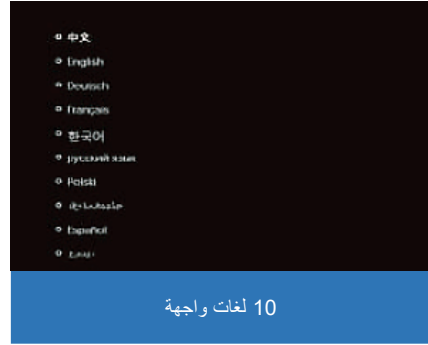 中文
English
Deutsch
Français
한국어
русский язык
Polski
Español
10 لغات واجهة